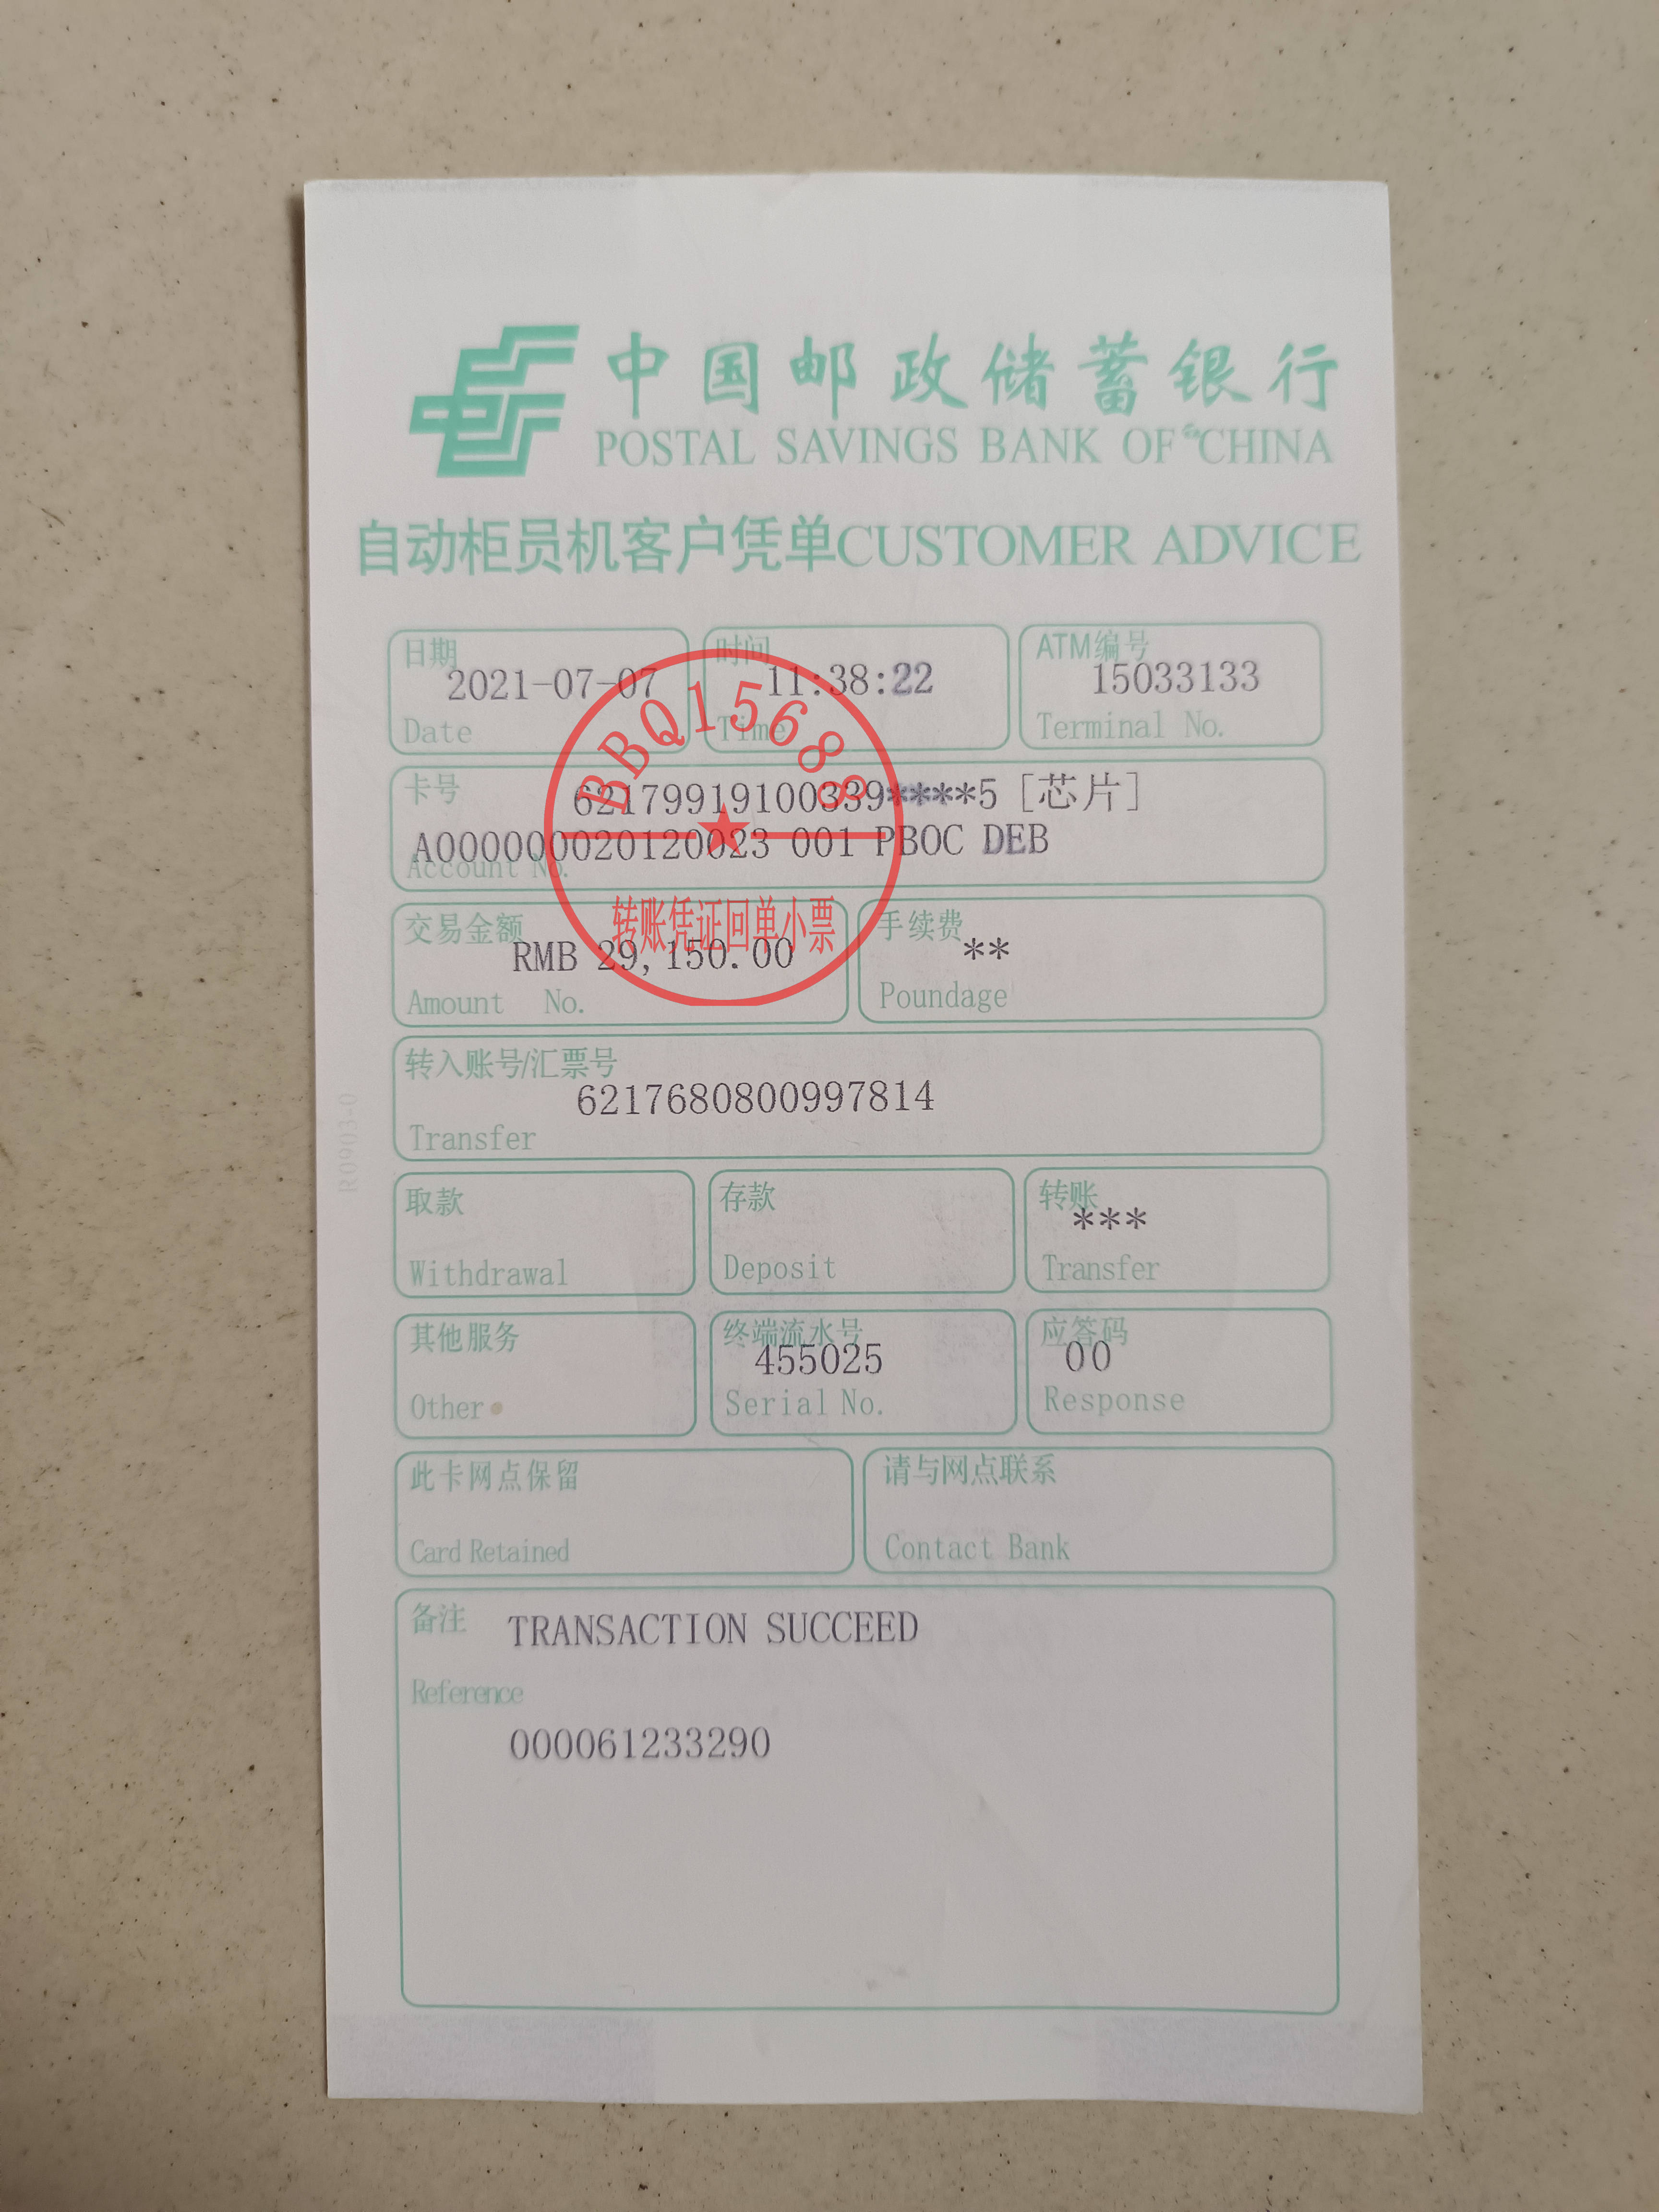 中国邮政储蓄银行
POSTAL SAVINGS BANK OF CHINA
自动柜员机客户凭单CUSTOMER ADVICE
日期
2021-07-07
Date
时间
11:38:22
Time
ATM编号
15033133
Terminal No.
BBQ15688
卡号
62179919100339****5 [芯片]
A000000020120023 001 PBOC DEB
Account No.
转账凭证回单小票
交易金额
RMB 29,150.00
Amount No.
手续费
**
Poundage
转入账号/汇票号
6217680800997814
Transfer
取款
Withdrawal
存款
Deposit
转账
***
Transfer
其他服务
Other
终端流水号
455025
Serial No.
应答码
00
Response
此卡网点保留
Card Retained
请与网点联系
Contact Bank
备注
TRANSACTION SUCCEED
Reference
000061233290
R0903-0